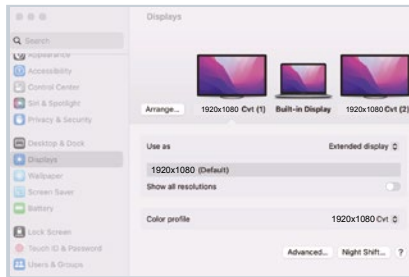 Displays
Search
Appearance
Accessibility
Control Center
Siri & Spotlight
Privacy & Security
Desktop & Dock
Displays
Wallpaper
Screen Saver
Battery
Lock Screen
Touch ID & Password
Users & Groups
Arrange...
1920x1080 Cvt (1)
Built-in Display
1920x1080 Cvt (2)
Use as Extended display
1920x1080 (Default)
Show all resolutions
Color profile 1920x1080 Cvt
Advanced... Night Shift... ?